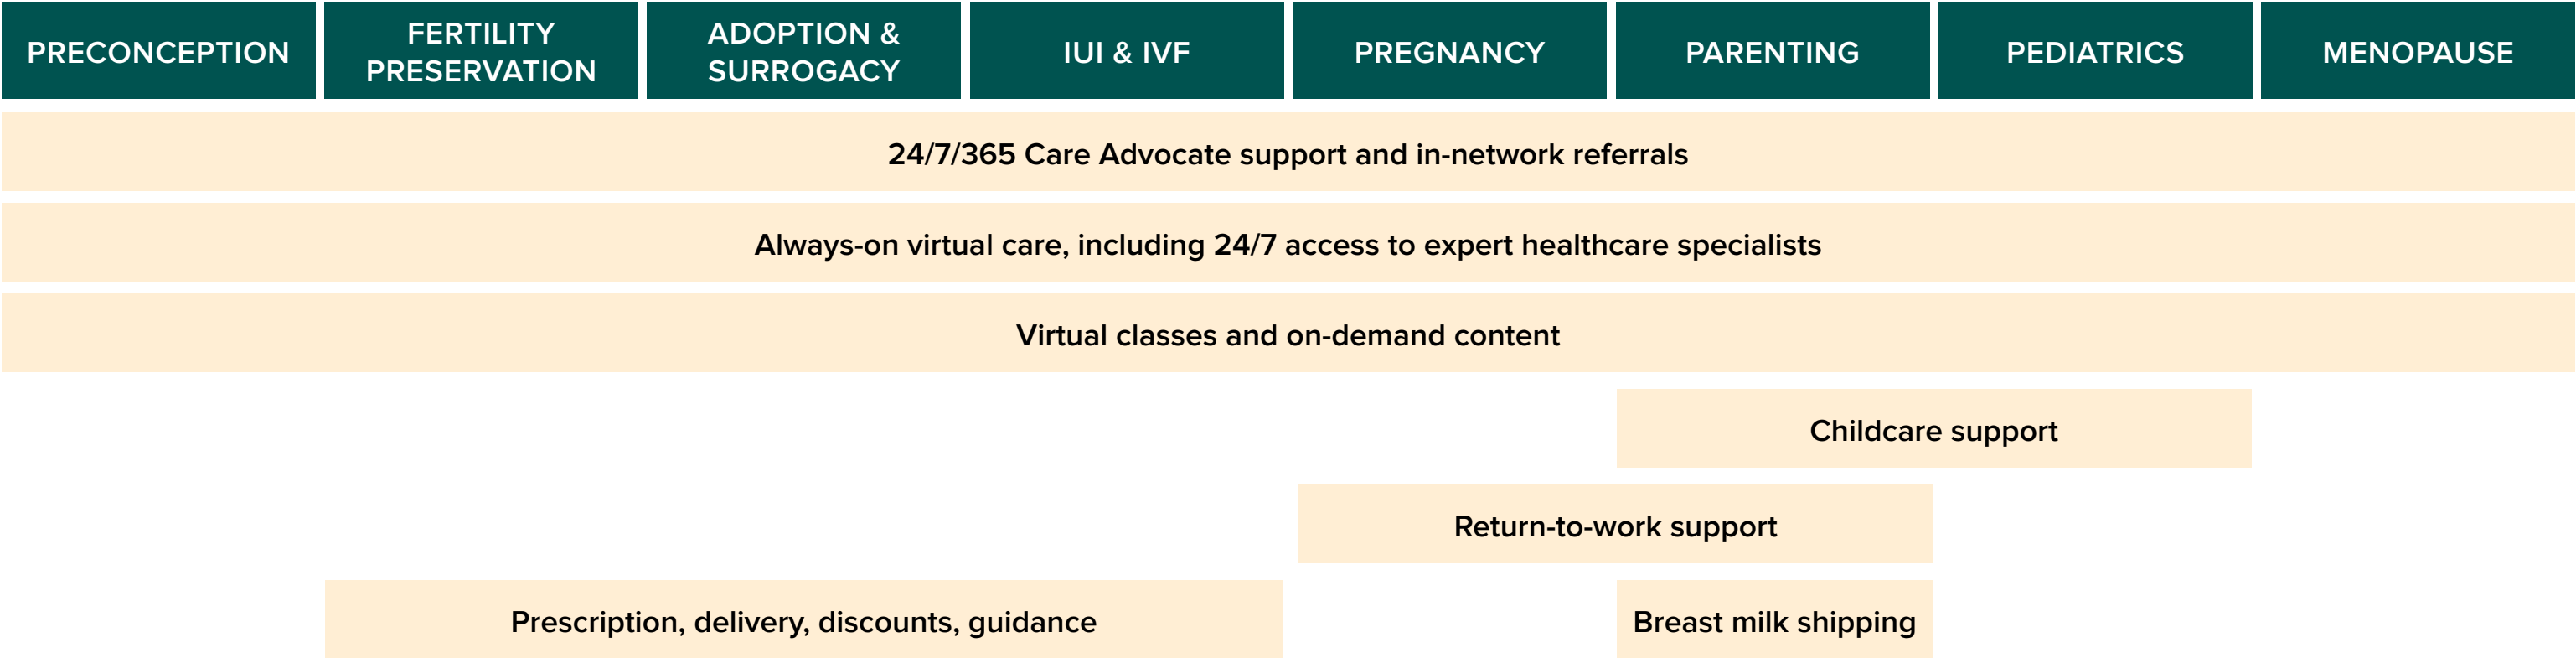 PRECONCEPTION
FERTILITY
PRESERVATION
ADOPTION &
SURROGACY
IUI & IVF
PREGNANCY
PARENTING
PEDIATRICS
MENOPAUSE
24/7/365 Care Advocate support and in-network referrals
Always-on virtual care, including 24/7 access to expert healthcare specialists
Virtual classes and on-demand content
Childcare support
Return-to-work support
Prescription, delivery, discounts, guidance
Breast milk shipping